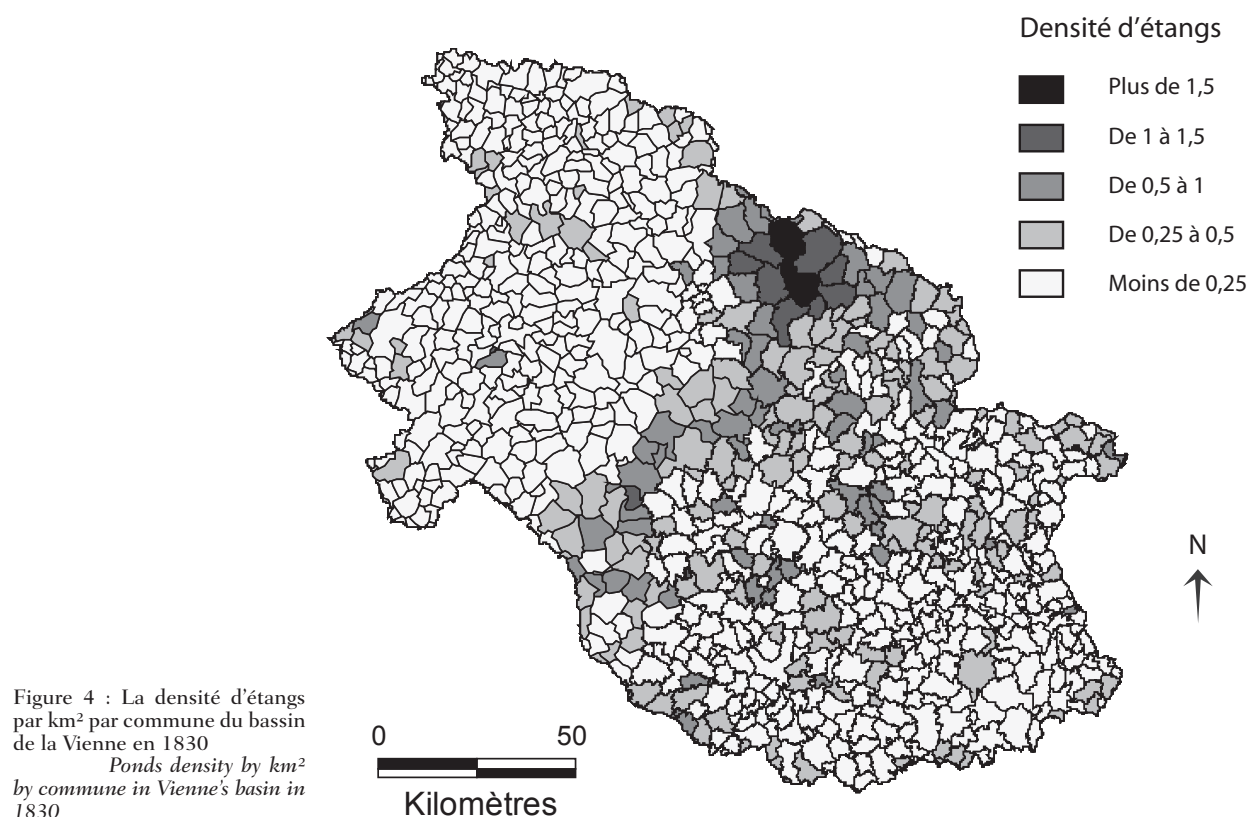 Densité d'étangs
Plus de 1,5
De 1 à 1,5
De 0,5 à 1
De 0,25 à 0,5
Moins de 0,25
N
Figure 4 : La densité d'étangs
par km² par commune du bassin
de la Vienne en 1830
Ponds density by km²
by commune in Vienne's basin in
1830
0 50
Kilomètres